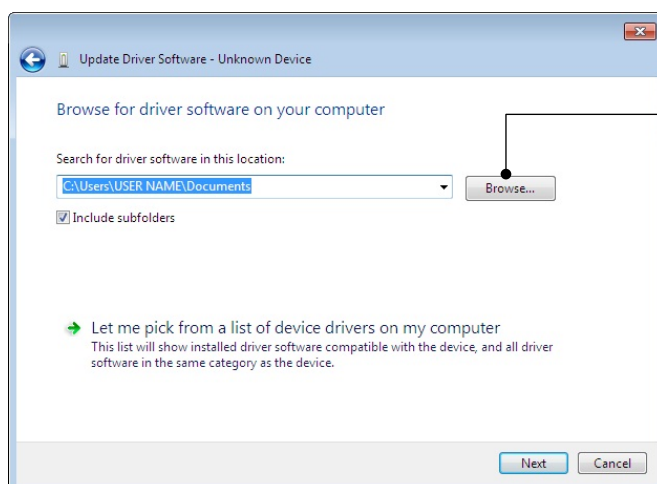 Update Driver Software - Unknown Device
Browse for driver software on your computer
Search for driver software in this location:
C:\Users\USER NAME\Documents
Browse...
Include subfolders
Let me pick from a list of device drivers on my computer
This list will show installed driver software compatible with the device, and all driver
software in the same category as the device.
Next
Cancel